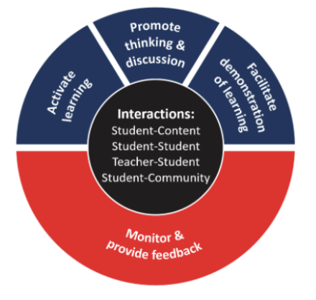 Promote
thinking &
discussion
Activate
learning
Facilitate
demonstration
of learning
Interactions:
Student-Content
Student-Student
Teacher-Student
Student-Community
Monitor &
provide feedback